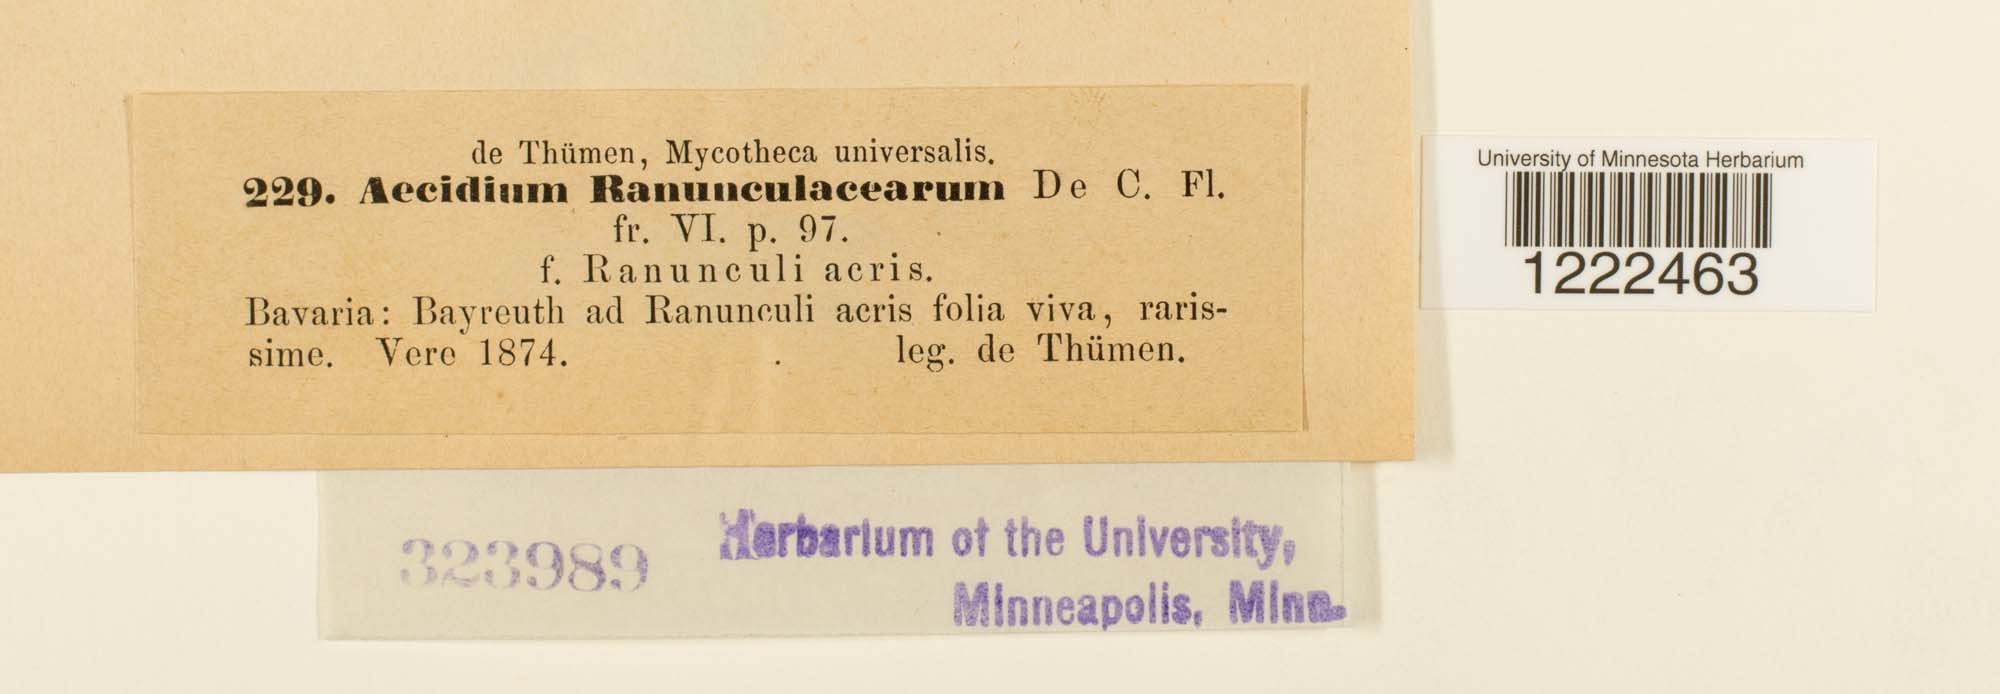 de Thümen, Mycotheca universalis.
229. Aecidium Ranunculacearum De C. Fl.
fr. VI. p. 97.
f. Ranunculi acris.
Bavaria: Bayreuth ad Ranunculi acris folia viva, raris-
sime. Vere 1874. leg. de Thümen.
University of Minnesota Herbarium
1222463
323989
Herbarium of the University,
Minneapolis, Minn.